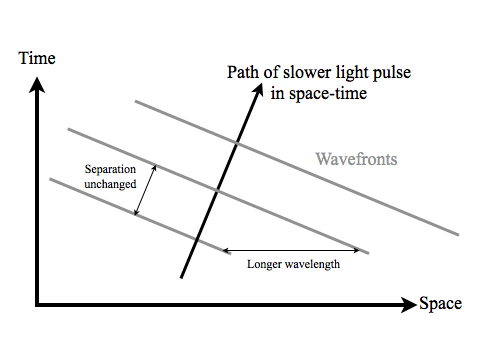 Time
Path of slower light pulse
in space-time
Wavefronts
Separation
unchanged
Longer wavelength
Space